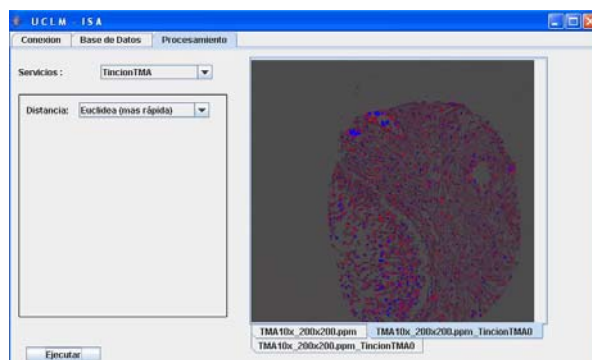 UCLM - ISA
Conexion Base de Datos Procesamiento
Servicios : TincionTMA
Distancia: Euclidea (mas rápida)
TMA10x_200x200.ppm TMA10x_200x200.ppm_TincionTMA0
TMA10x_200x200.ppm_TincionTMA0
Ejecutar